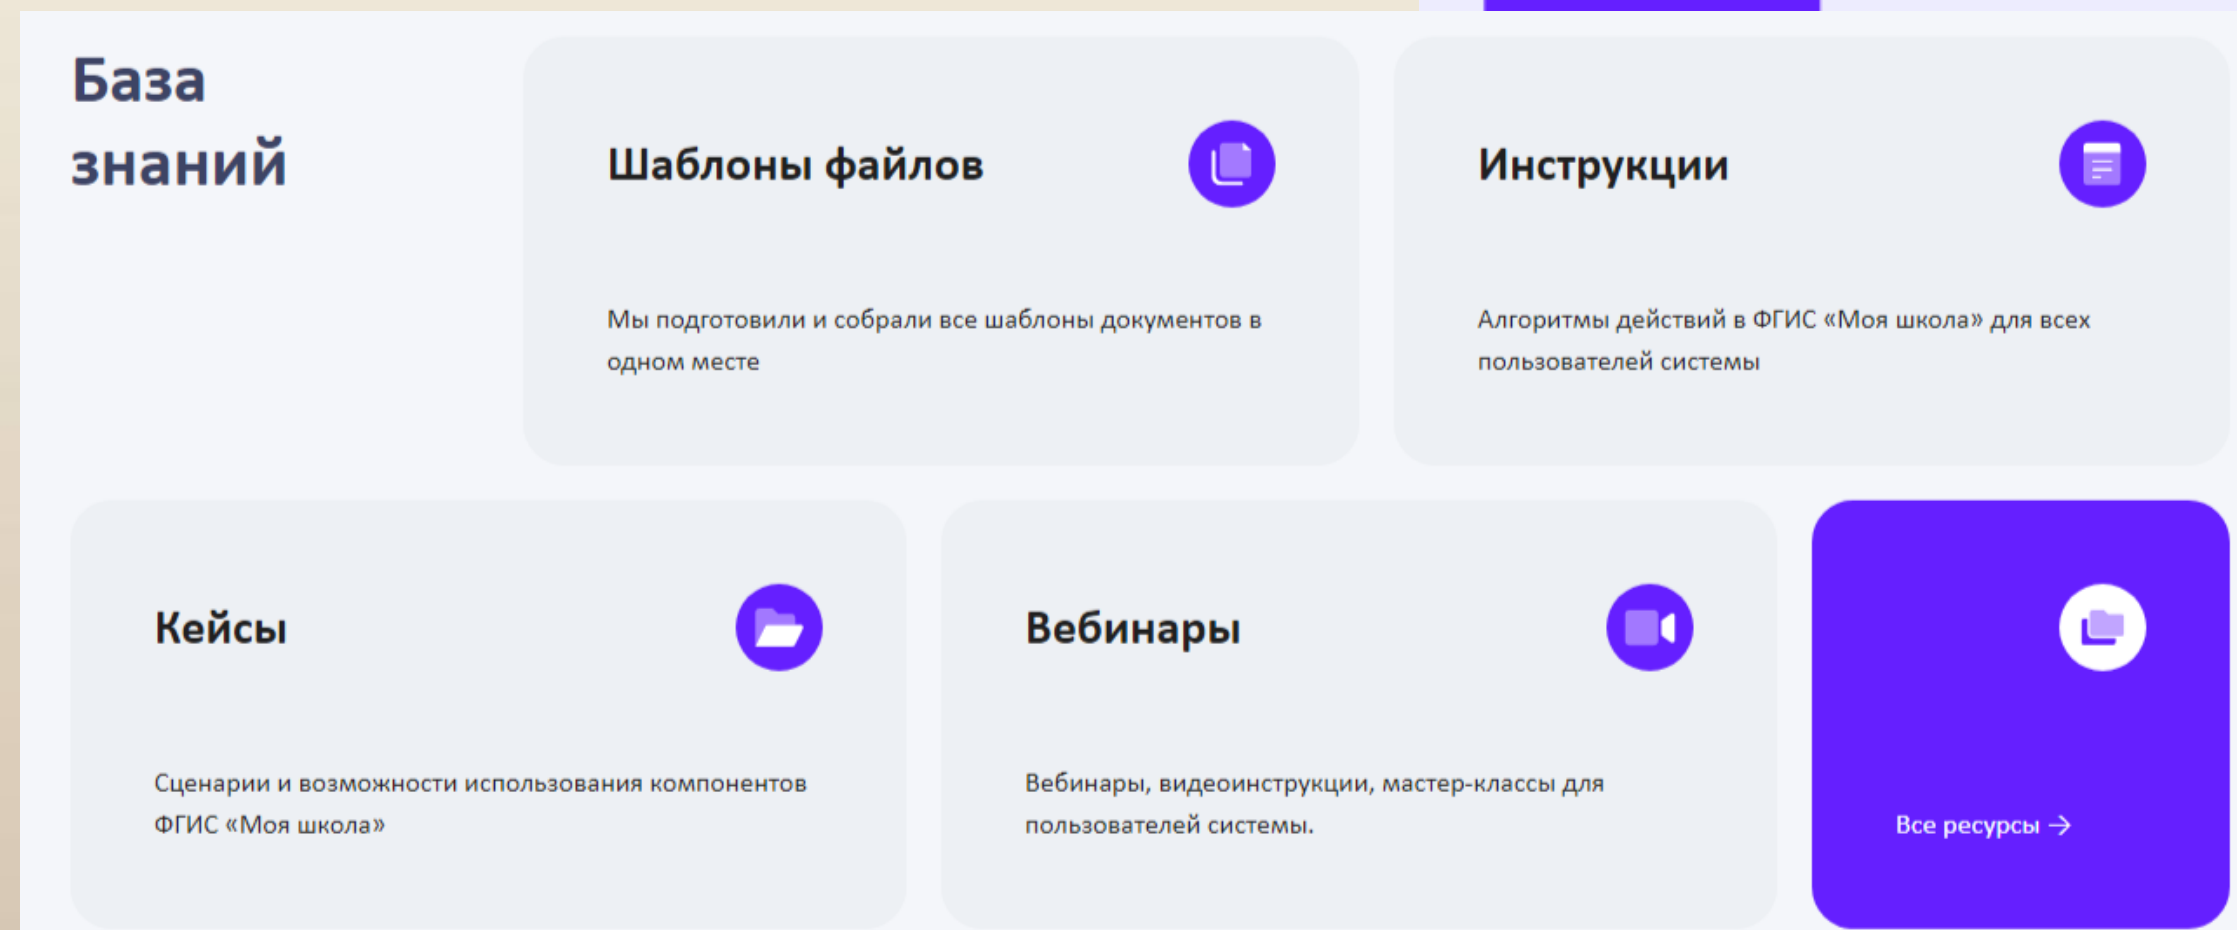 База
знаний
Шаблоны файлов
Мы подготовили и собрали все шаблоны документов в
одном месте
Инструкции
Алгоритмы действий в ФГИС «Моя школа» для всех
пользователей системы
Кейсы
Сценарии и возможности использования компонентов
ФГИС «Моя школа»
Вебинары
Вебинары, видеоинструкции, мастер-классы для
пользователей системы.
Все ресурсы →